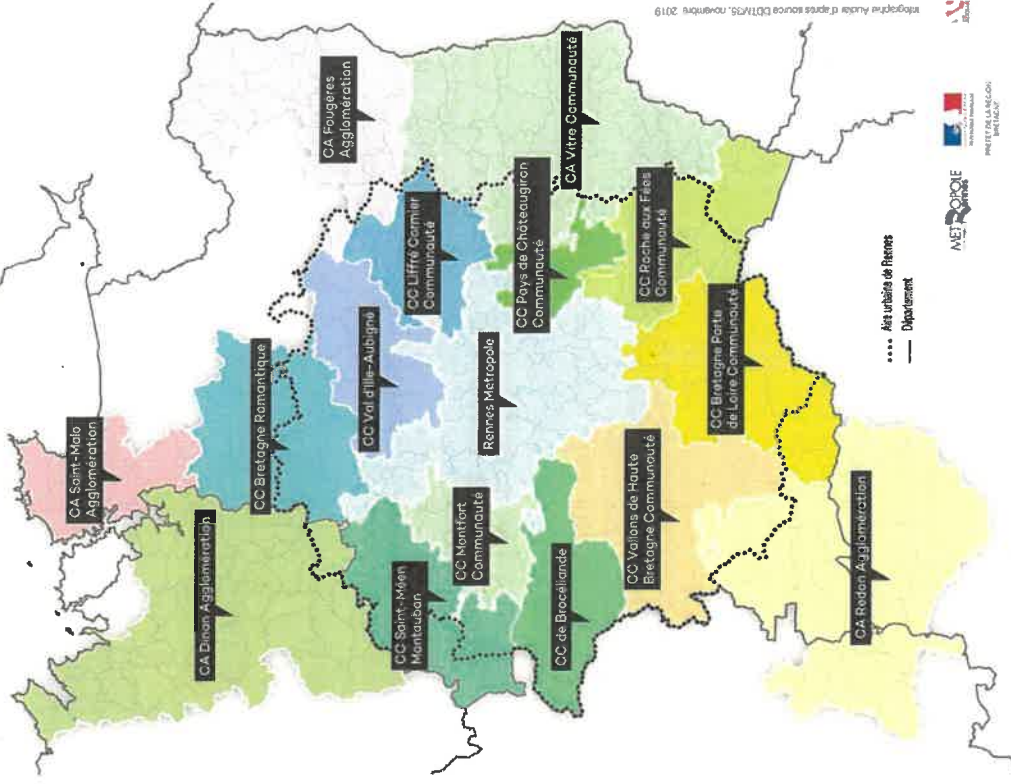 CA Saint-Malo
Agglomération
CA Dinan Agglomération
CC Bretagne Romantique
CA Fougères
Agglomération
CC Val d'Ille-Aubigné
CC Liffré Cormier
Communauté
CC Saint-Méen
Montauban
CC Montfort
Communauté
Rennes Métropole
CC Pays de Châteaugiron
Communauté
CA Vitré Communauté
CC de Brocéliande
CC Vallons de Haute
Bretagne Communauté
CC Roche aux Fées
Communauté
CC Bretagne Porte
de Loire Communauté
CA Redon Agglomération
Aire urbaine de Rennes
Département
MÉTROPOLE
PRÉFET DE LA RÉGION
BRETAGNE
Infographie Audiar d'après source DDTM35, novembre 2019